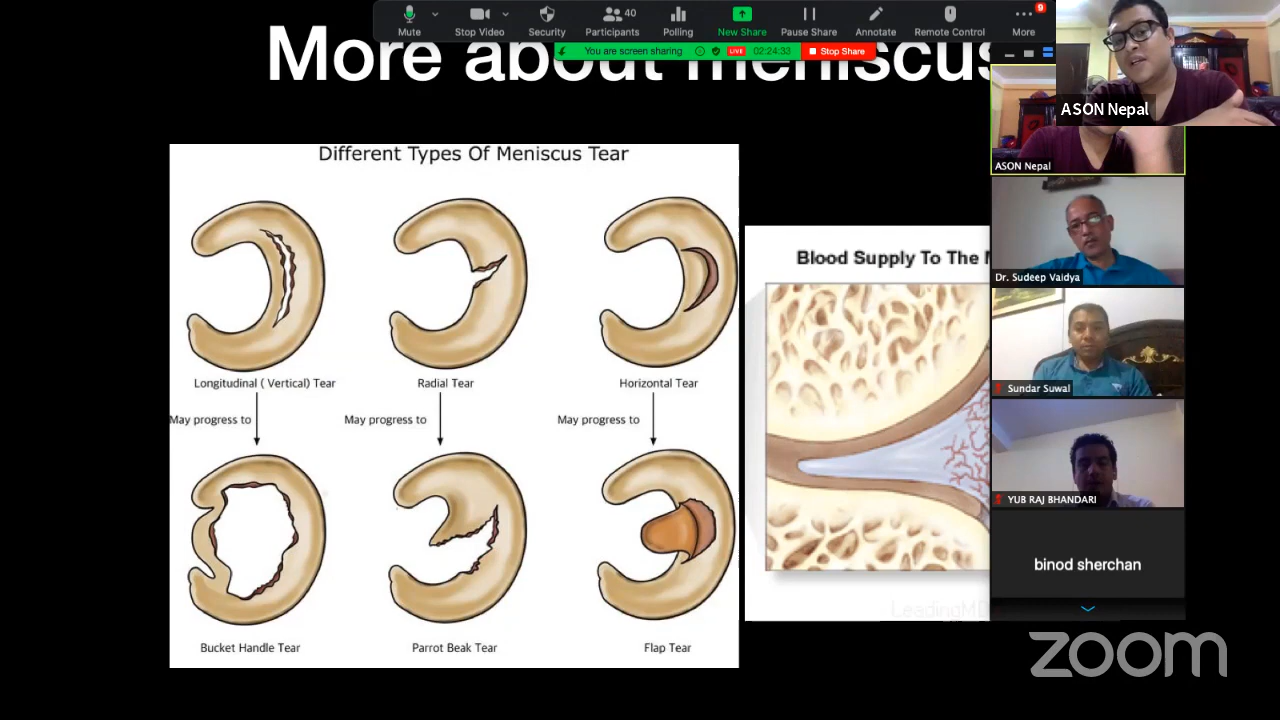 Mute
Stop Video
Security
40
Participants
Polling
New Share
Pause Share
Annotate
Remote Control
9
More
You are screen sharing
LIVE
02:24:33
Stop Share
More about meniscus
ASON Nepal
ASON Nepal
Dr. Sudeep Vaidya
Sundar Suwal
YUB RAJ BHANDARI
binod sherchan
Different Types Of Meniscus Tear
Longitudinal ( Vertical) Tear
Radial Tear
Horizontal Tear
May progress to
May progress to
May progress to
Bucket Handle Tear
Parrot Beak Tear
Flap Tear
Blood Supply To The
zoom